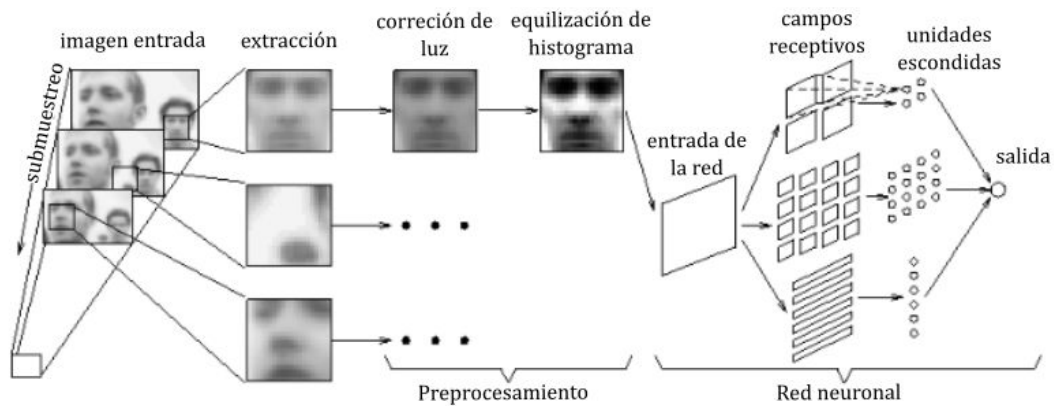 imagen entrada
extracción
correción de
luz
equilización de
histograma
campos
receptivos
unidades
escondidas
submuestreo
entrada de
la red
salida
Preprocesamiento
Red neuronal